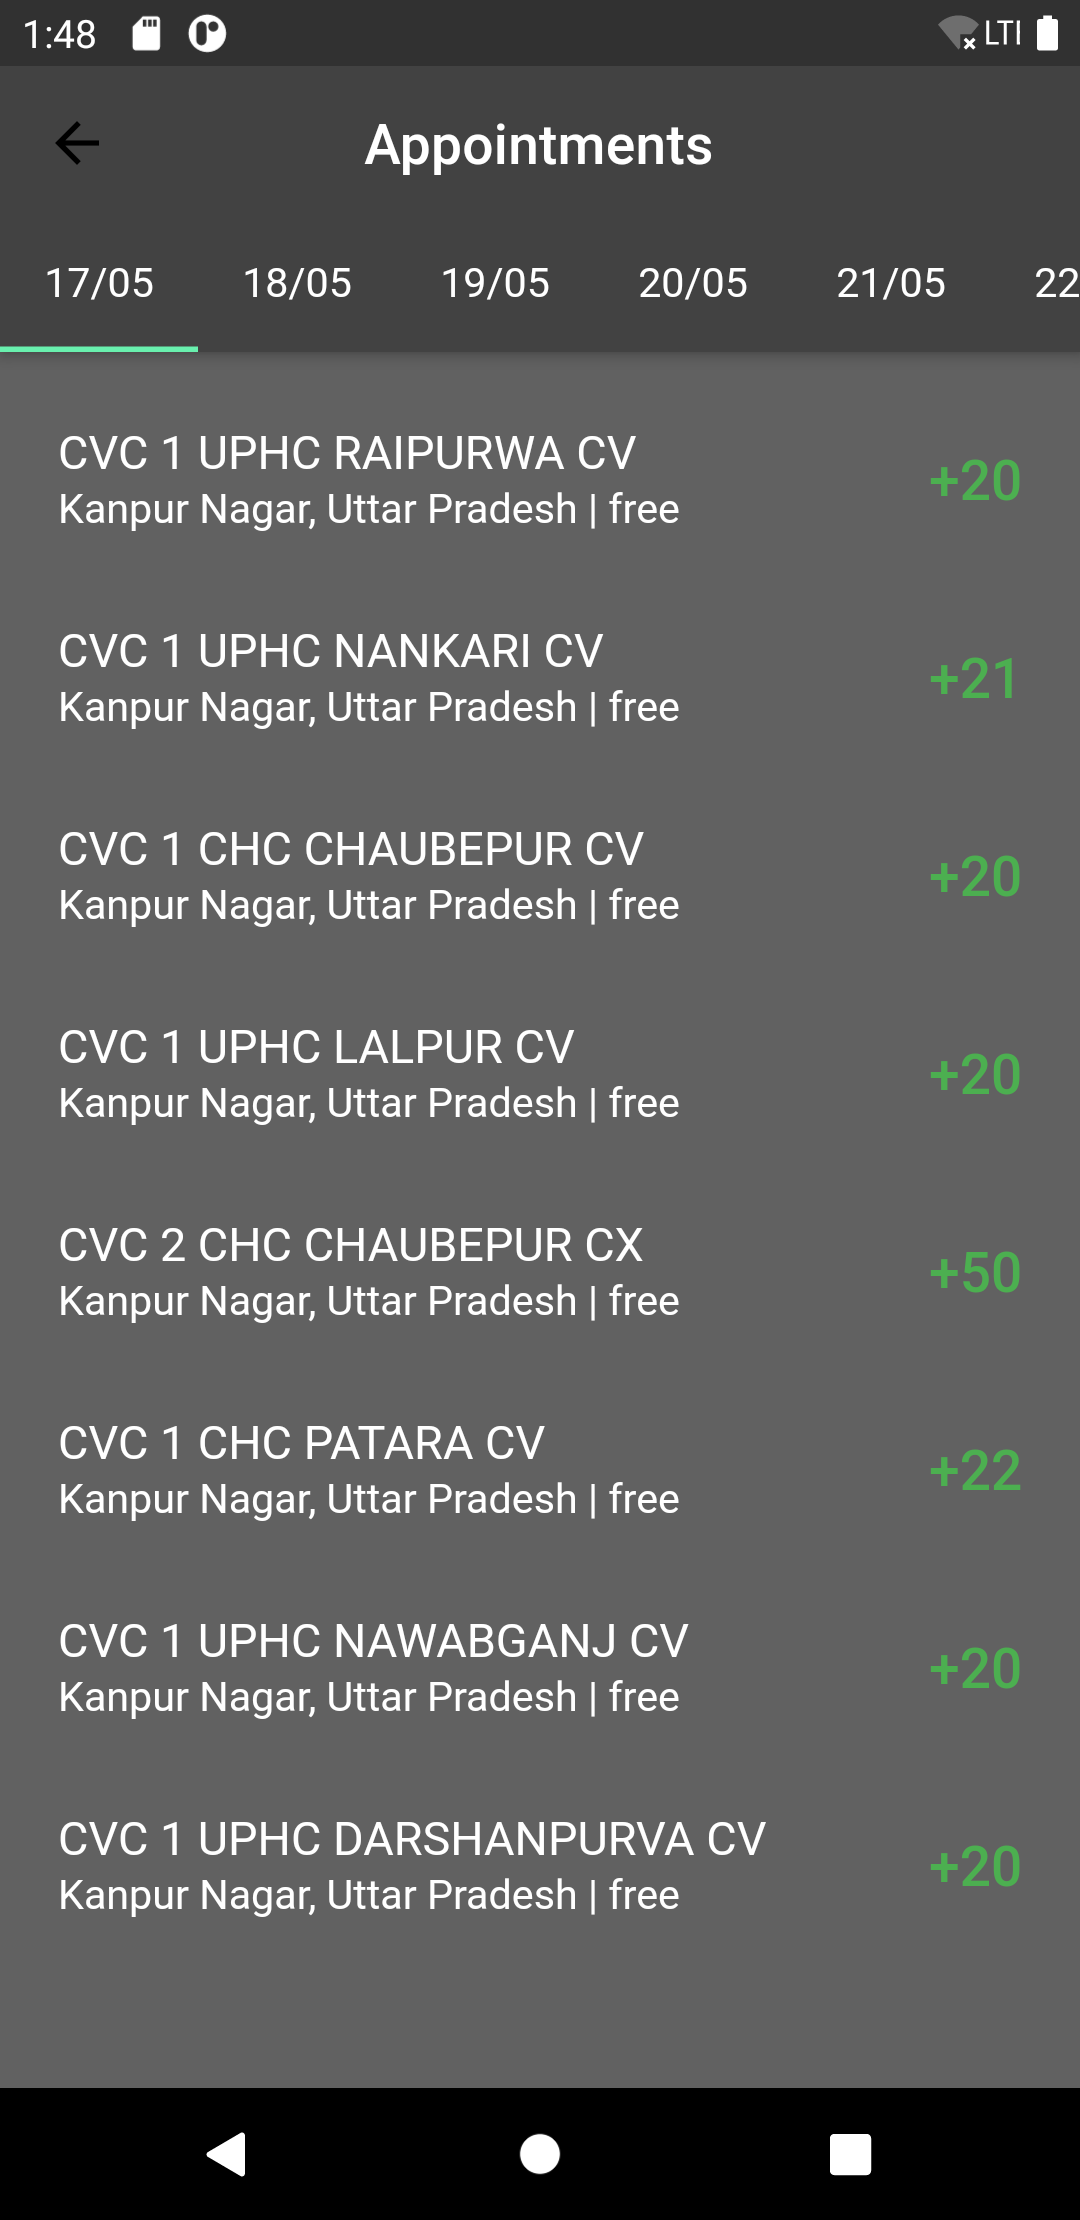 1:48 LTE
Appointments
17/05 18/05 19/05 20/05 21/05 22
CVC 1 UPHC RAIPURWA CV
Kanpur Nagar, Uttar Pradesh | free
+20
CVC 1 UPHC NANKARI CV
Kanpur Nagar, Uttar Pradesh | free
+21
CVC 1 CHC CHAUBEPUR CV
Kanpur Nagar, Uttar Pradesh | free
+20
CVC 1 UPHC LALPUR CV
Kanpur Nagar, Uttar Pradesh | free
+20
CVC 2 CHC CHAUBEPUR CX
Kanpur Nagar, Uttar Pradesh | free
+50
CVC 1 CHC PATARA CV
Kanpur Nagar, Uttar Pradesh | free
+22
CVC 1 UPHC NAWABGANJ CV
Kanpur Nagar, Uttar Pradesh | free
+20
CVC 1 UPHC DARSHANPURVA CV
Kanpur Nagar, Uttar Pradesh | free
+20